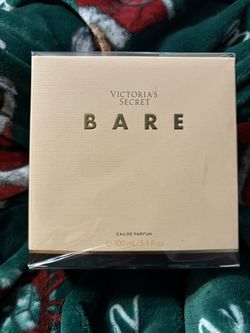 VICTORIA'S
SECRET
BARE
EAU DE PARFUM
℮ 100 mL / 3.4 fl oz